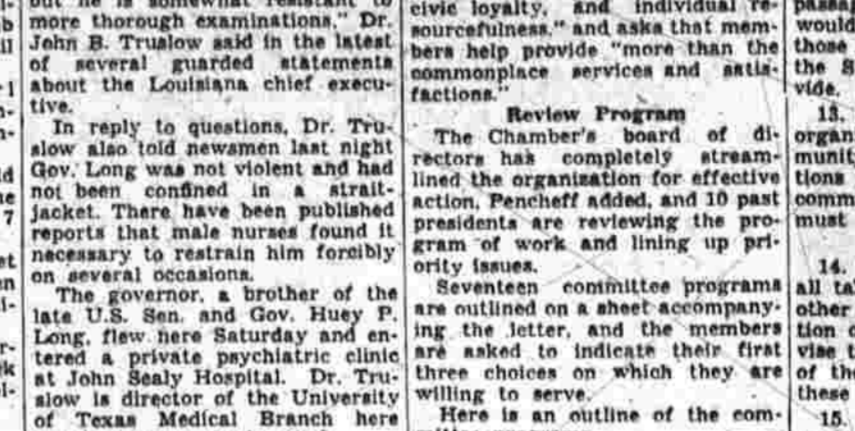 but he is somewhat resistant to
more thorough examinations," Dr.
John B. Truslow said in the latest
of several guarded statements
about the Louisiana chief execu-
tive.
In reply to questions, Dr. Tru-
slow also told newsmen last night
Gov. Long was not violent and had
not been confined in a strait-
jacket. There have been published
reports that male nurses found it
necessary to restrain him forcibly
on several occasions.
The governor, a brother of the
late U.S. Sen. and Gov. Huey P.
Long, flew here Saturday and en-
tered a private psychiatric clinic
at John Sealy Hospital. Dr. Tru-
slow is director of the University
of Texas Medical Branch here
civic loyalty, and individual re-
sourcefulness," and asks that mem-
bers help provide "more than the
commonplace services and satis-
factions."
Review Program
The Chamber's board of di-
rectors has completely stream-
lined the organization for effective
action, Pencheff added, and 10 past
presidents are reviewing the pro-
gram of work and lining up pri-
ority issues.
Seventeen committee programs
are outlined on a sheet accompany-
ing the letter, and the members
are asked to indicate their first
three choices on which they are
willing to serve.
Here is an outline of the com-
would
those
the S
vide.
13.
organ
munit
tions
comm
must
14.
all ta
other
tion
vise t
of the
these
15.